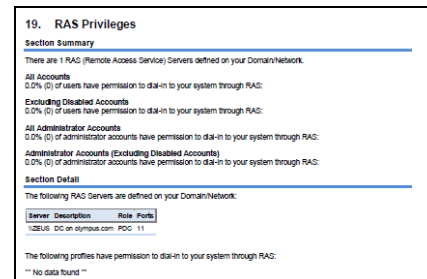 19. RAS Privileges
Section Summary
There are 1 RAS (Remote Access Service) Servers defined on your Domain/Network.
All Accounts
0.0% (0) of users have permission to dial-in to your system through RAS:
Excluding Disabled Accounts
0.0% (0) of users have permission to dial-in to your system through RAS:
All Administrator Accounts
0.0% (0) of administrator accounts have permission to dial-in to your system through RAS:
Administrator Accounts (Excluding Disabled Accounts)
0.0% (0) of administrator accounts have permission to dial-in to your system through RAS:
Section Detail
The following RAS Servers are defined on your Domain/Network:
Server Description Role Ports
\\ZEUS DC on olympus.com PDC 11
The following profiles have permission to dial-in to your system through RAS:
** No data found **